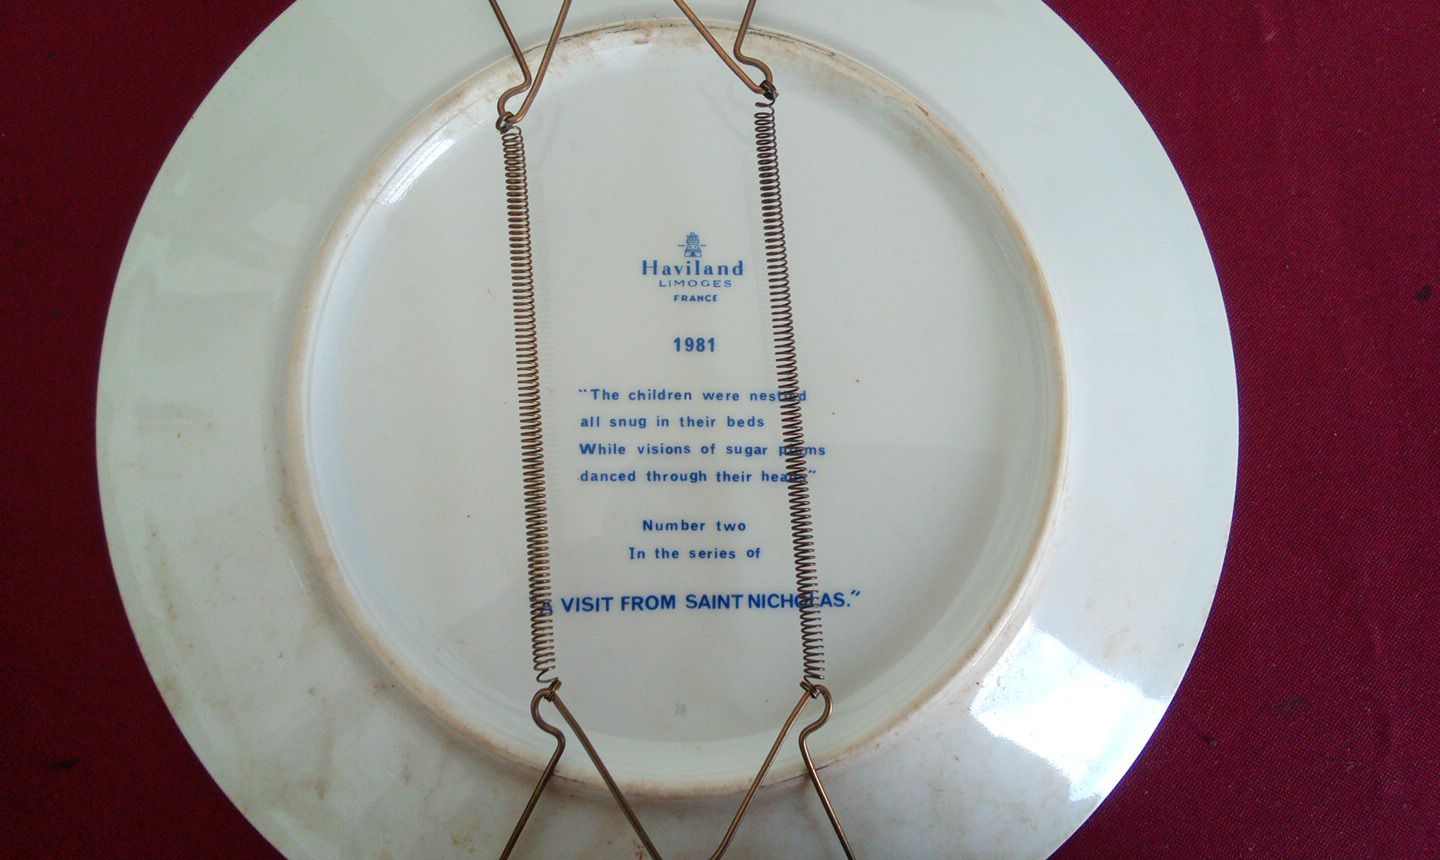 Haviland
LIMOGES
FRANCE
1981
“The children were nestled
all snug in their beds
While visions of sugar plums
danced through their heads”
Number two
In the series of
“A VISIT FROM SAINT NICHOLAS.”